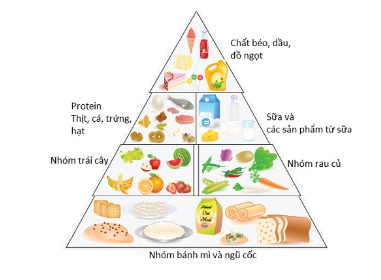 Chất béo, dầu,
đồ ngọt
Protein
Thịt, cá, trứng,
hạt
Sữa và
các sản phẩm từ sữa
Nhóm trái cây
Nhóm rau củ
Nhóm bánh mì và ngũ cốc